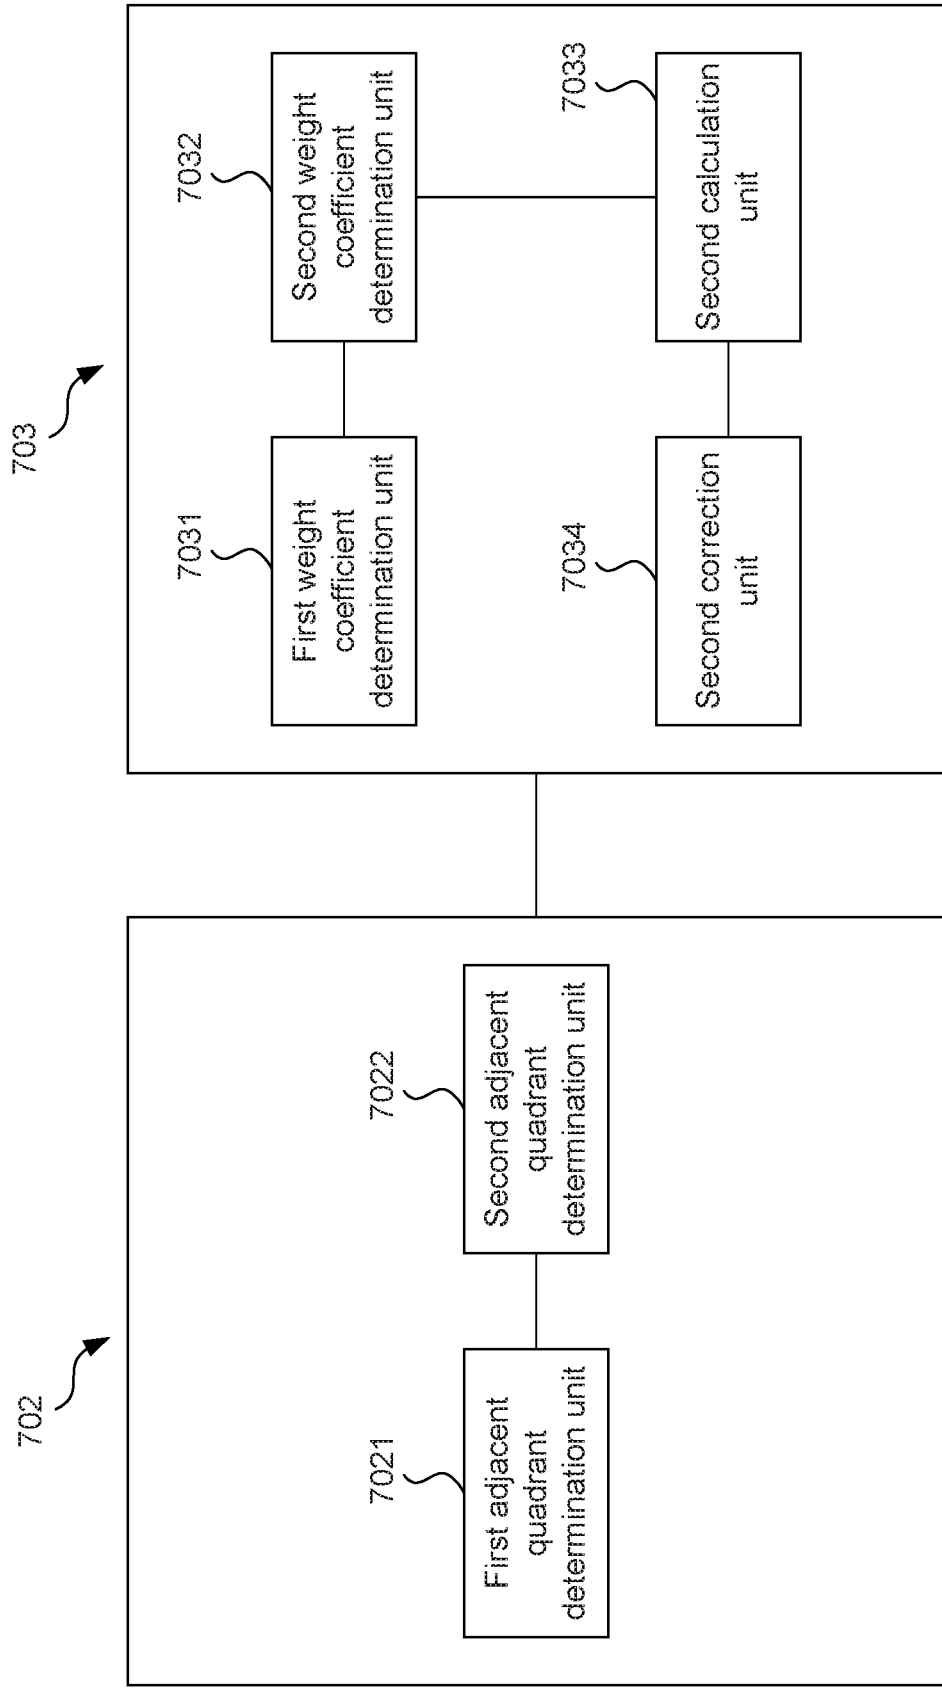 702
7021
First adjacent
quadrant
determination unit
7022
Second adjacent
quadrant
determination unit
703
7031
First weight
coefficient
determination unit
7032
Second weight
coefficient
determination unit
7034
Second correction
unit
7033
Second calculation
unit